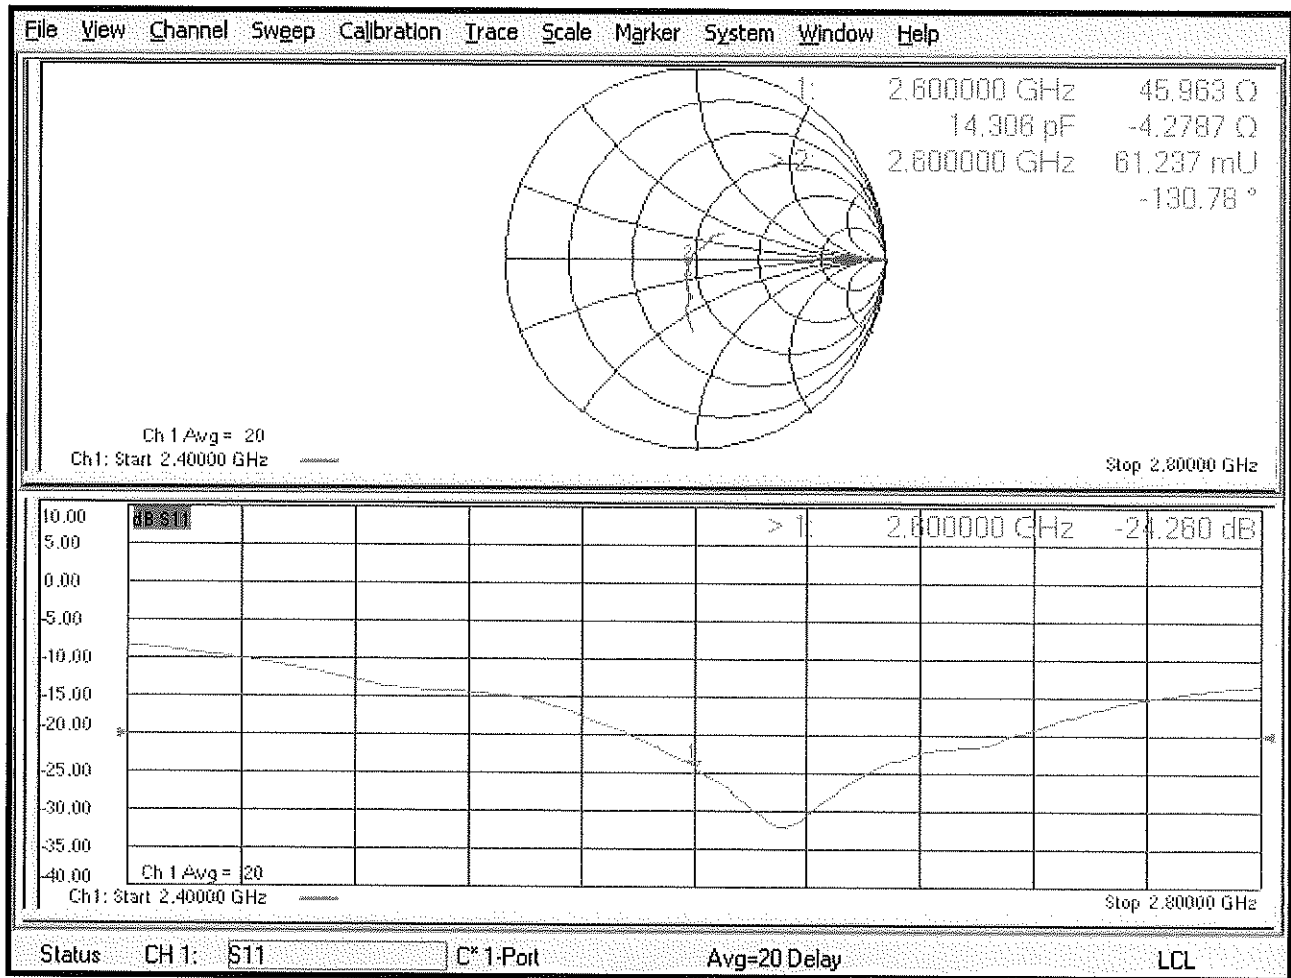 File View Channel Sweep Calibration Trace Scale Marker System Window Help
1: 2.600000 GHz 45.963 Ω
14.306 pF -4.2787 Ω
> 2: 2.600000 GHz 61.237 mU
-130.78 °
2
Ch 1 Avg = 20
Ch1: Start 2.40000 GHz Stop 2.80000 GHz
10.00 dB S11 > 1: 2.600000 GHz -24.260 dB
5.00
0.00
-5.00
-10.00
-15.00
-20.00
1
-25.00
-30.00
-35.00
-40.00 Ch 1 Avg = 20
Ch1: Start 2.40000 GHz Stop 2.80000 GHz
Status CH 1: S11 C* 1-Port Avg=20 Delay LCL